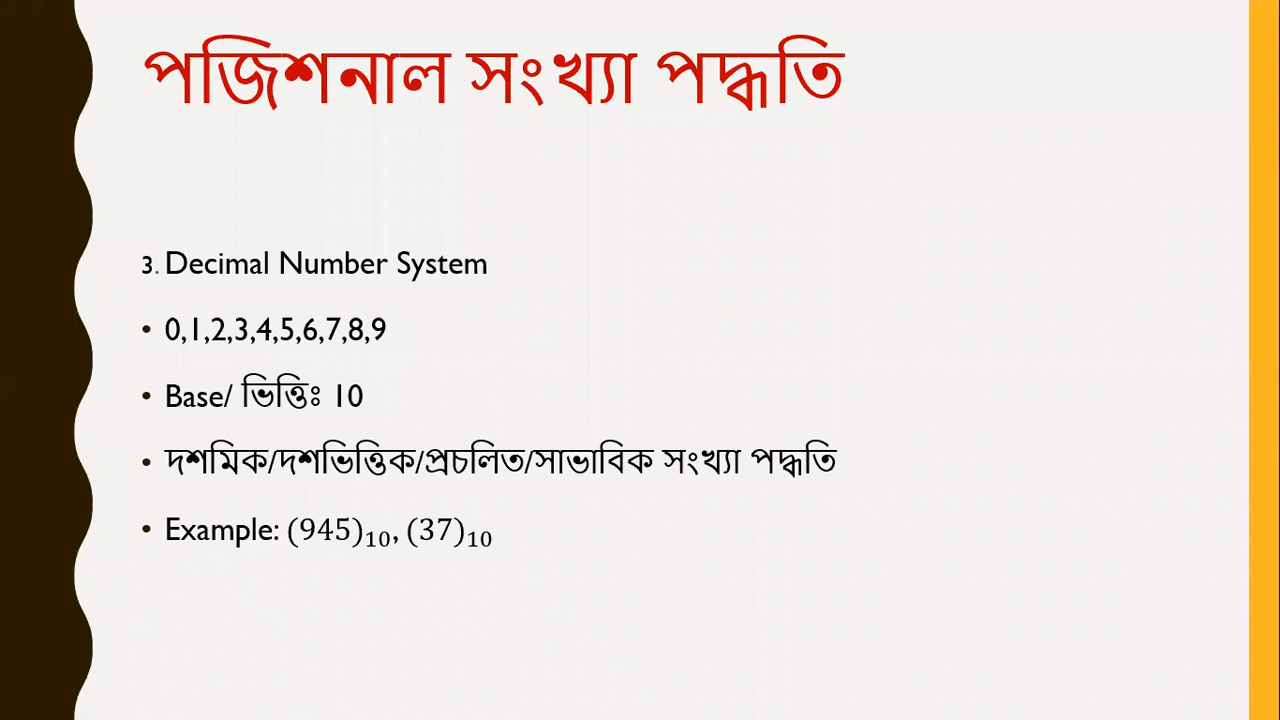 পজিশনাল সংখ্যা পদ্ধতি
3. Decimal Number System
• 0,1,2,3,4,5,6,7,8,9
• Base/ ভিত্তিঃ 10
• দশমিক/দশভিত্তিক/প্রচলিত/সাভাবিক সংখ্যা পদ্ধতি
• Example: (945)₁₀, (37)₁₀